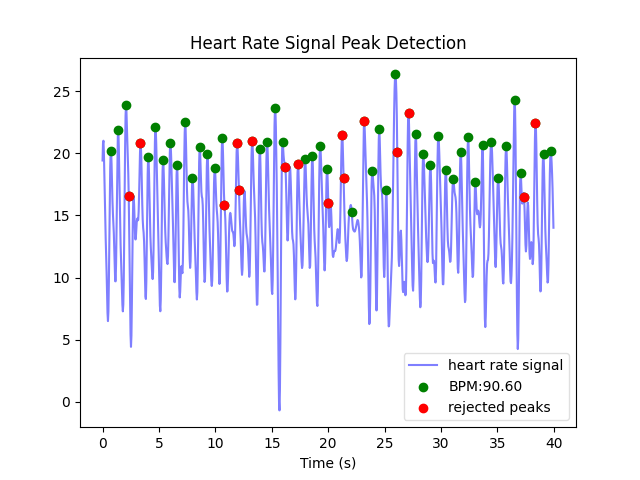 Heart Rate Signal Peak Detection
25
20
15
10
5
0
heart rate signal
BPM:90.60
rejected peaks
0 5 10 15 20 25 30 35 40
Time (s)